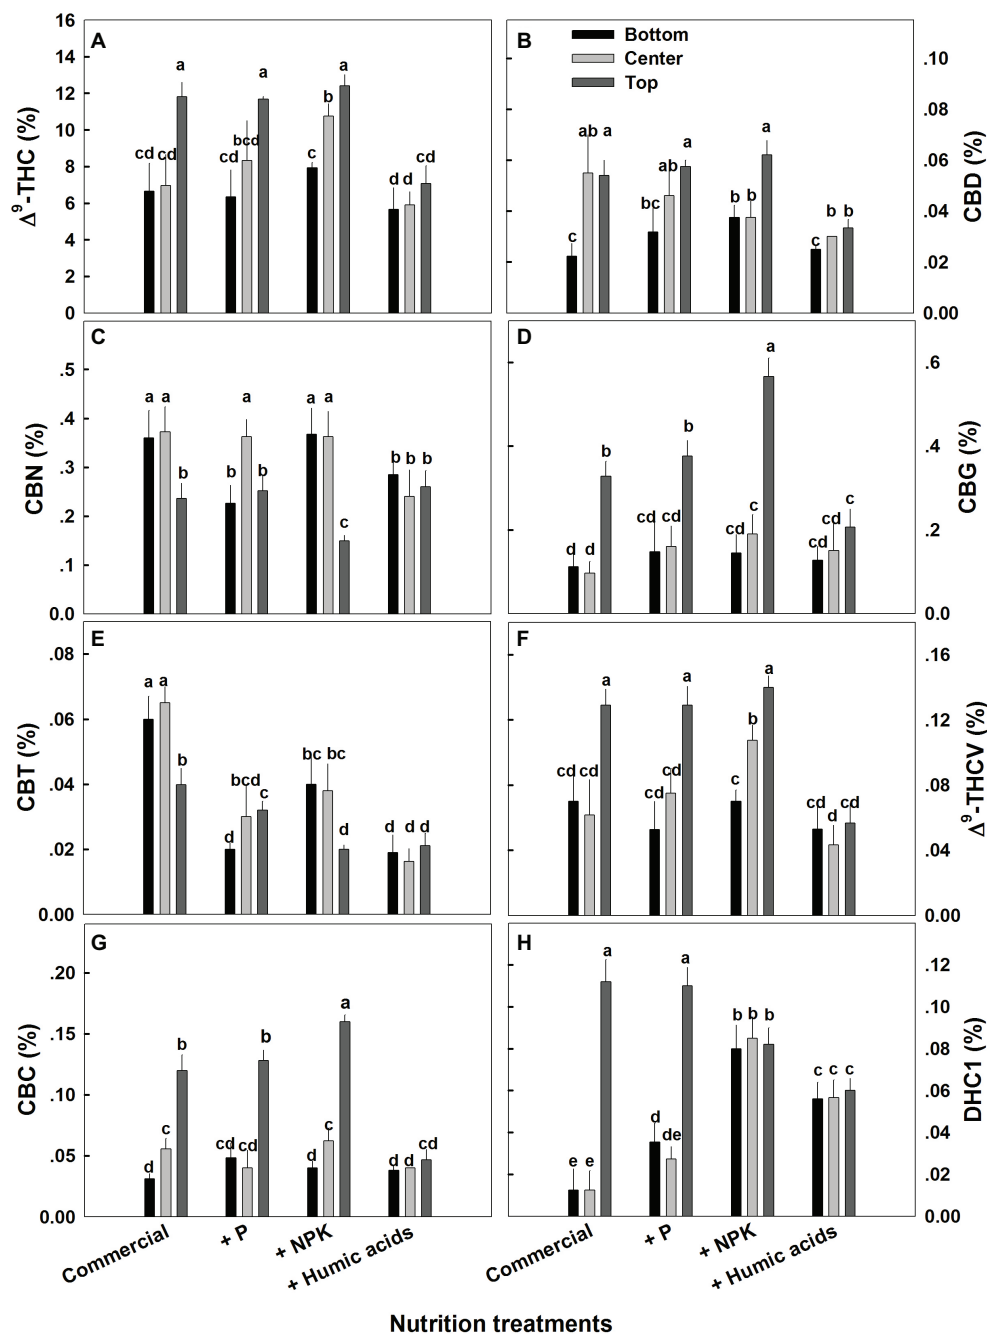 A
Δ9-THC (%)
16
14
12
10
8
6
4
2
0
cd cd a
cd bcd a
c b a
d d cd
B
Bottom
Center
Top
CBD (%)
.10
.08
.06
.04
.02
0.00
c ab a
bc ab a
b b a
c b b
C
CBN (%)
.5
.4
.3
.2
.1
0.0
a a b
b a b
a a c
b b b
D
CBG (%)
.6
.4
.2
0.0
d d b
cd cd b
cd c a
cd cd c
E
CBT (%)
.08
.06
.04
.02
0.00
a a b
d bcd c
bc bc d
d d d
F
Δ9-THCV (%)
.16
.12
.08
.04
0.00
cd cd a
cd cd a
c b a
cd d cd
G
CBC (%)
.20
.15
.10
.05
0.00
d c b
cd cd b
d c a
d d cd
H
DHC1 (%)
.12
.10
.08
.06
.04
.02
0.00
e e a
d de a
b b b
c c c
Commercial
+ P
+ NPK
+ Humic acids
Commercial
+ P
+ NPK
+ Humic acids
Nutrition treatments